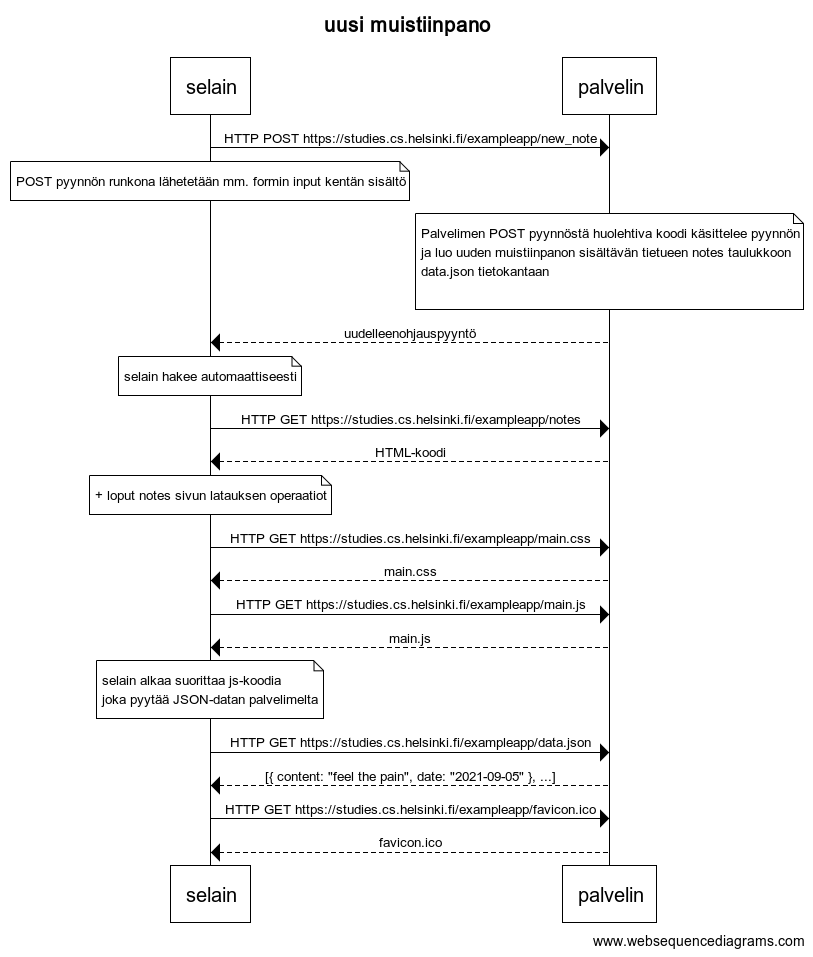 uusi muistiinpano
selain
palvelin
HTTP POST https://studies.cs.helsinki.fi/exampleapp/new_note
POST pyynnön runkona lähetetään mm. formin input kentän sisältö
Palvelimen POST pyynnöstä huolehtiva koodi käsittelee pyynnön
ja luo uuden muistiinpanon sisältävän tietueen notes taulukkoon
data.json tietokantaan
uudelleenohjauspyyntö
selain hakee automaattiseesti
HTTP GET https://studies.cs.helsinki.fi/exampleapp/notes
HTML-koodi
+ loput notes sivun latauksen operaatiot
HTTP GET https://studies.cs.helsinki.fi/exampleapp/main.css
main.css
HTTP GET https://studies.cs.helsinki.fi/exampleapp/main.js
main.js
selain alkaa suorittaa js-koodia
joka pyytää JSON-datan palvelimelta
HTTP GET https://studies.cs.helsinki.fi/exampleapp/data.json
[{ content: "feel the pain", date: "2021-09-05" }, ...]
HTTP GET https://studies.cs.helsinki.fi/exampleapp/favicon.ico
favicon.ico
selain
palvelin
www.websequencediagrams.com